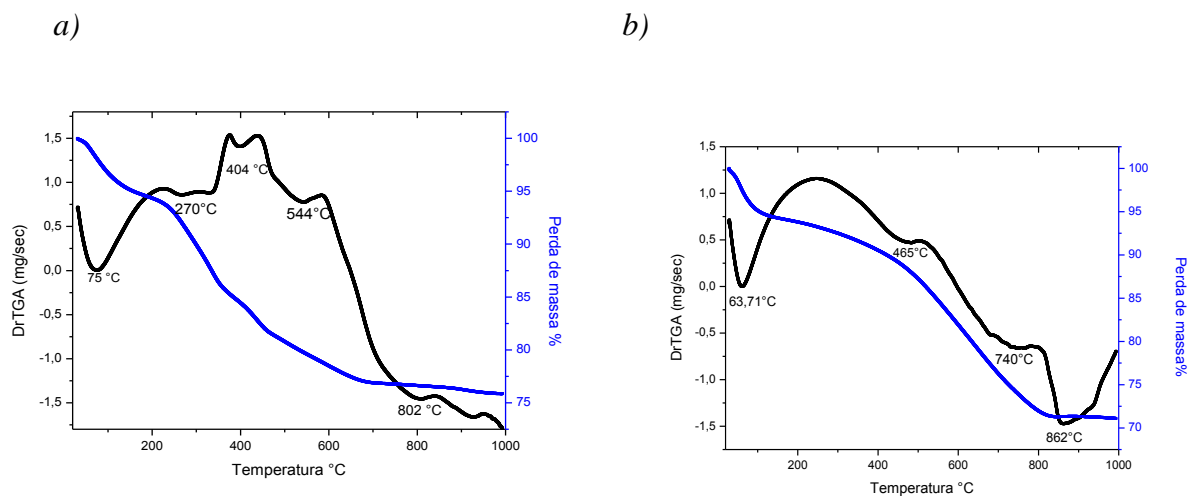 a)
b)
DrTGA (mg/sec)
1,5
1,0
0,5
0,0
-0,5
-1,0
-1,5
75 °C
270°C
404 °C
544°C
802 °C
100
95
90
85
80
75
Perda de massa %
200
400
600
800
1000
Temperatura °C
DrTGA (mg/sec)
1,5
1,0
0,5
0,0
-0,5
-1,0
-1,5
63,71°C
465°C
740°C
862°C
100
95
90
85
80
75
70
Perda de massa%
200
400
600
800
1000
Temperatura °C